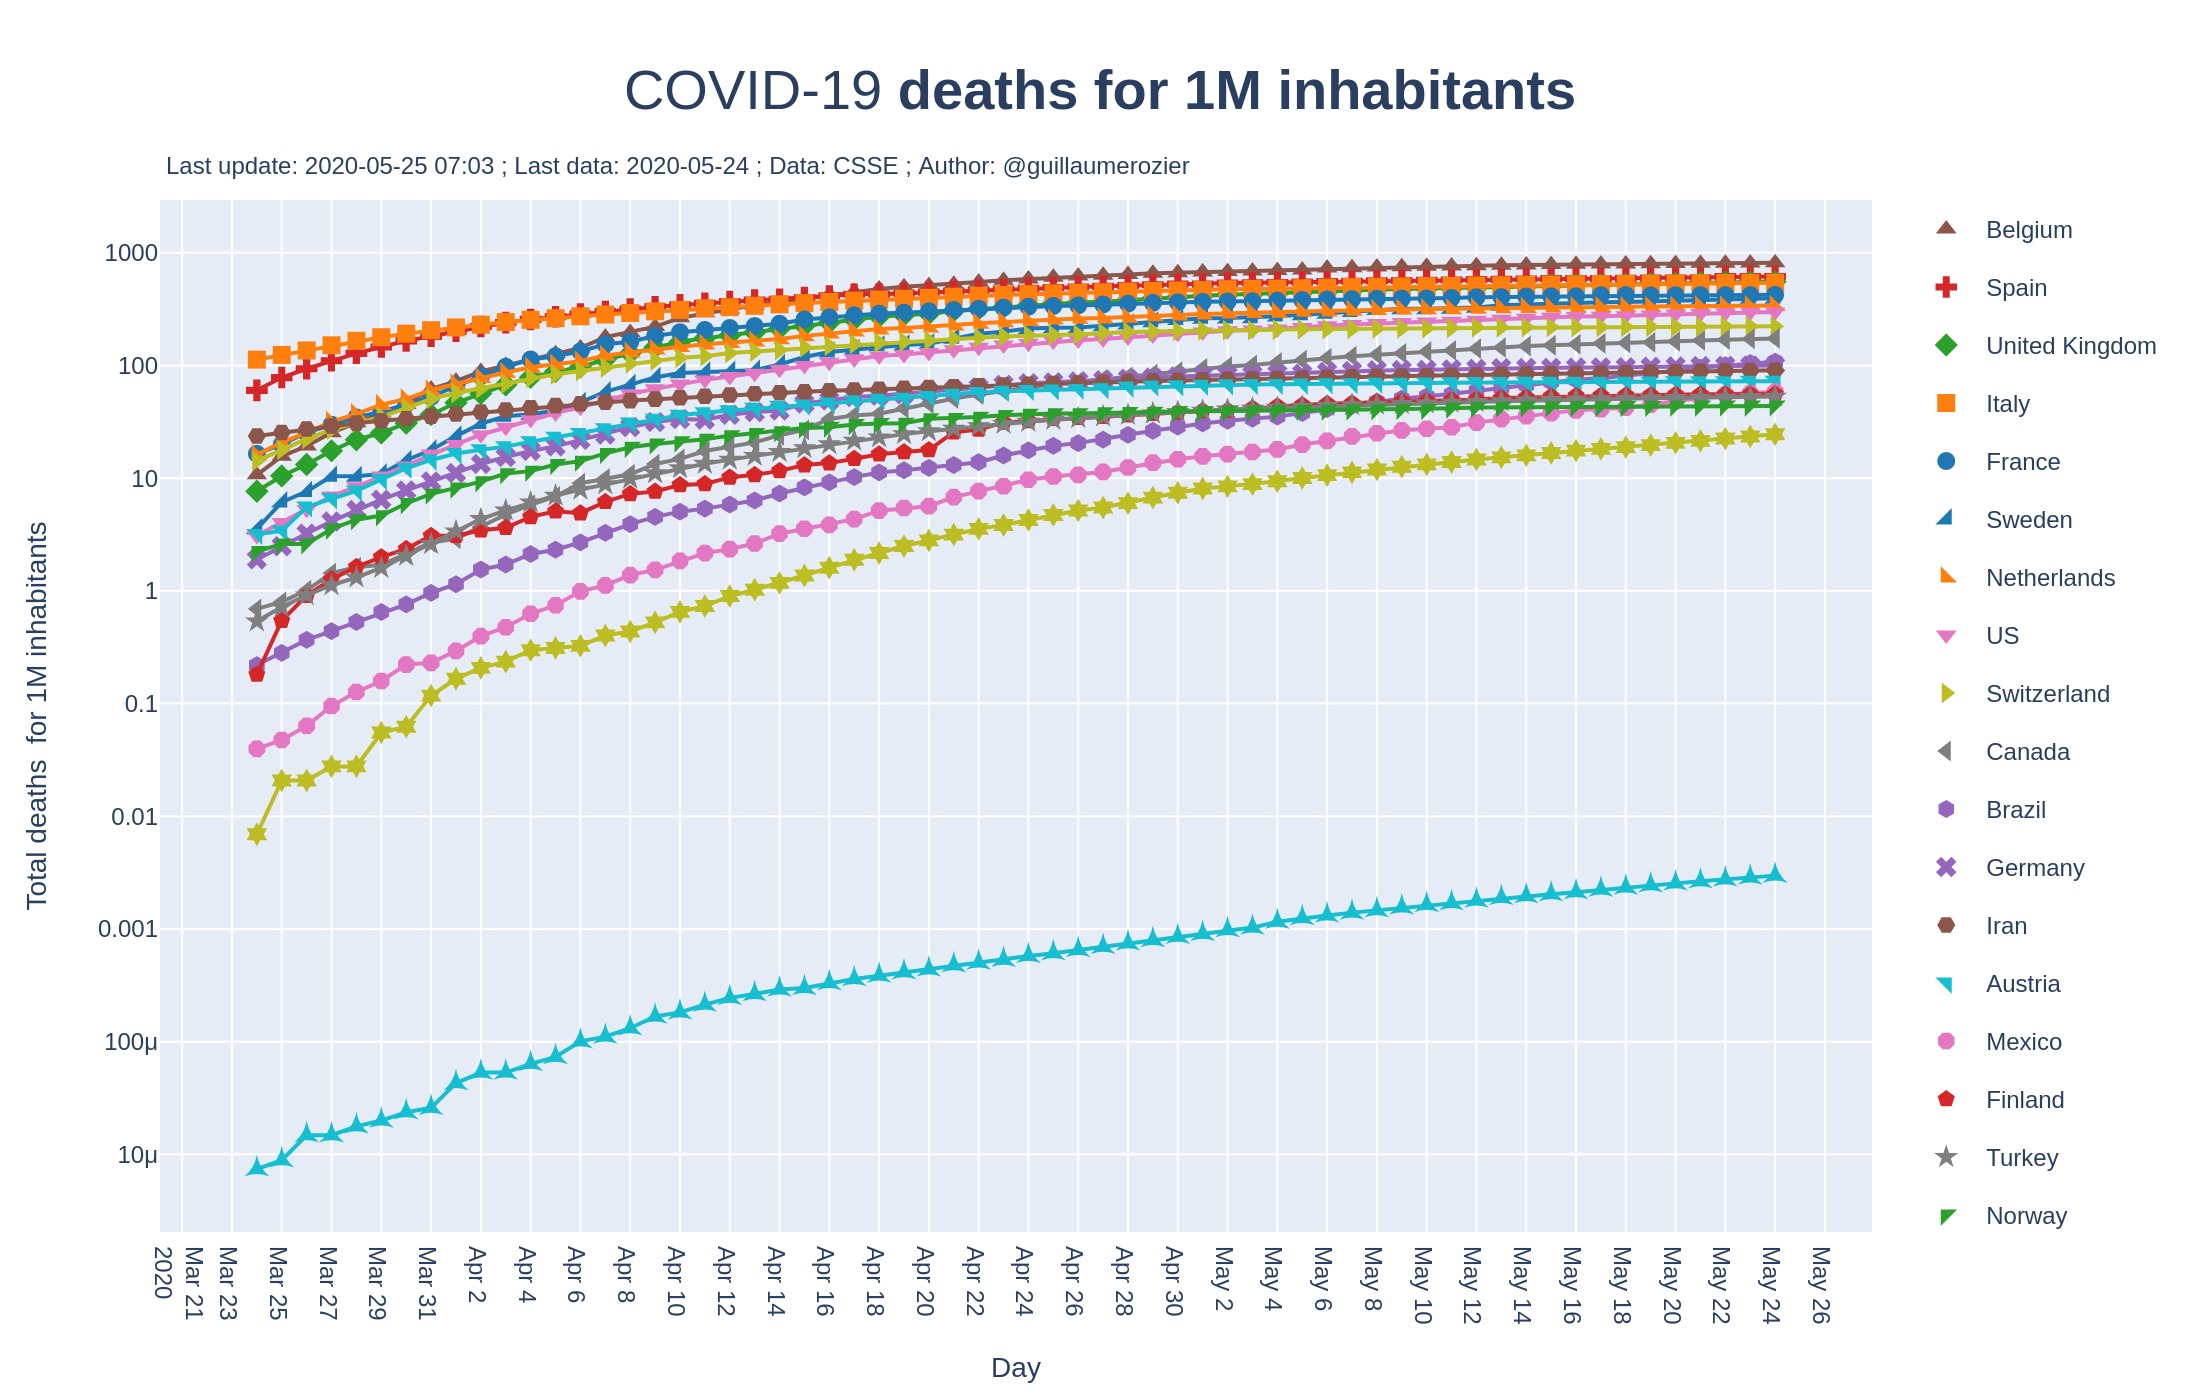 COVID-19 deaths for 1M inhabitants
Last update: 2020-05-25 07:03 ; Last data: 2020-05-24 ; Data: CSSE ; Author: @guillaumerozier
Total deaths for 1M inhabitants
1000
100
10
1
0.1
0.01
0.001
100μ
10μ
Mar 21
2020
Mar 23
Mar 25
Mar 27
Mar 29
Mar 31
Apr 2
Apr 4
Apr 6
Apr 8
Apr 10
Apr 12
Apr 14
Apr 16
Apr 18
Apr 20
Apr 22
Apr 24
Apr 26
Apr 28
Apr 30
May 2
May 4
May 6
May 8
May 10
May 12
May 14
May 16
May 18
May 20
May 22
May 24
May 26
Day
Belgium
Spain
United Kingdom
Italy
France
Sweden
Netherlands
US
Switzerland
Canada
Brazil
Germany
Iran
Austria
Mexico
Finland
Turkey
Norway